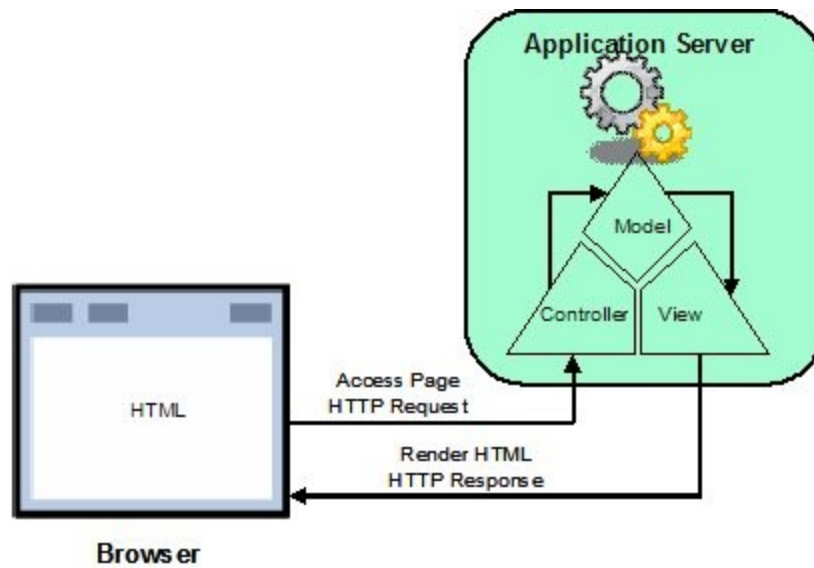 Application Server
Model
Controller
View
HTML
Access Page
HTTP Request
Render HTML
HTTP Response
Browser